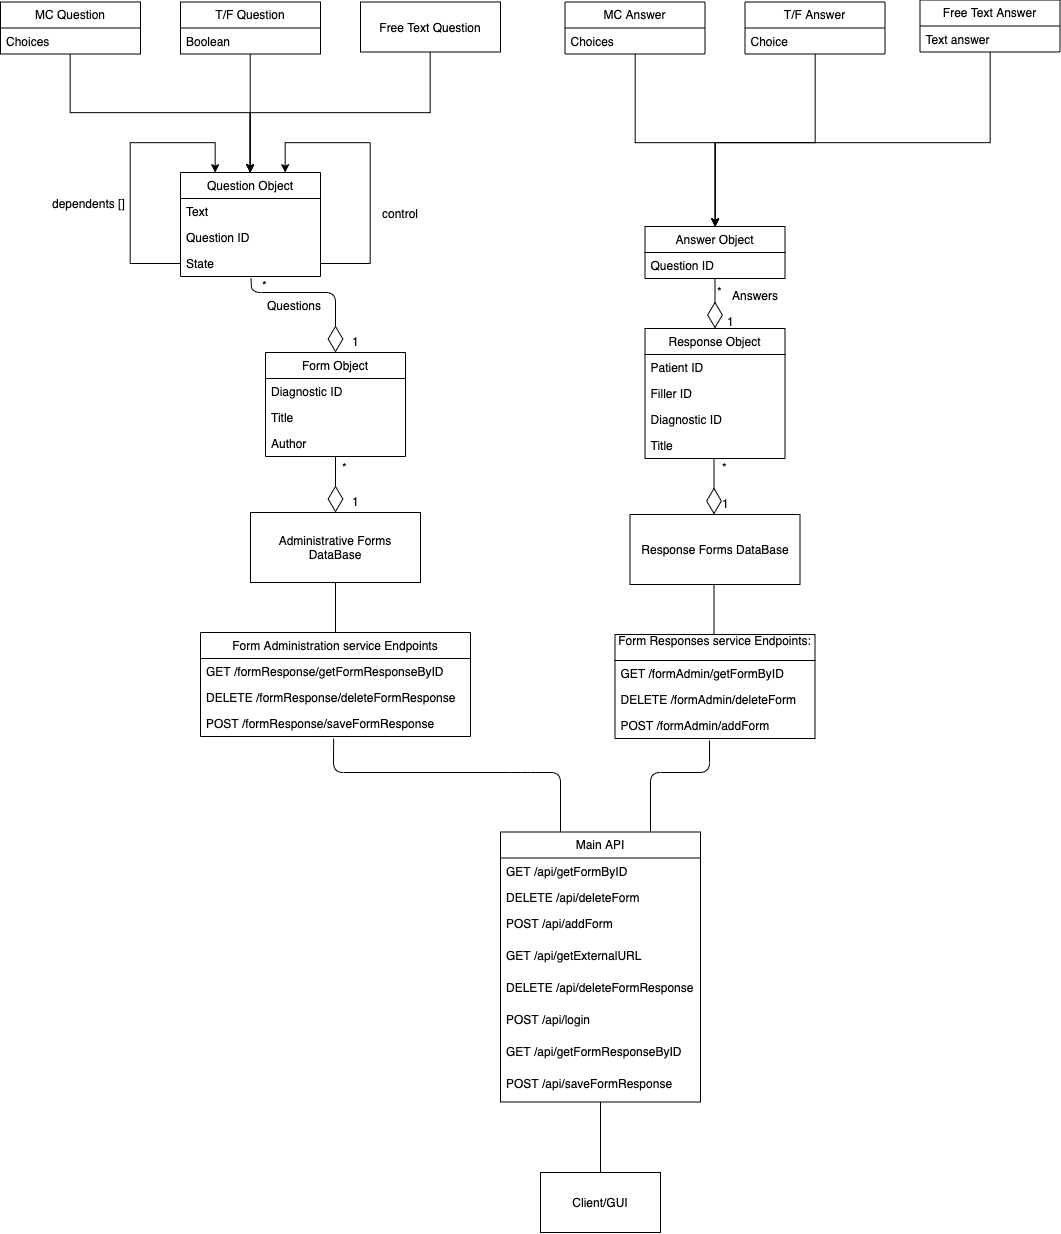 MC Question
Choices
T/F Question
Boolean
Free Text Question
MC Answer
Choices
T/F Answer
Choice
Free Text Answer
Text answer
dependents []
control
Question Object
Text
Question ID
State
*
Questions
1
Form Object
Diagnostic ID
Title
Author
*
1
Administrative Forms
DataBase
Form Administration service Endpoints
GET /formResponse/getFormResponseByID
DELETE /formResponse/deleteFormResponse
POST /formResponse/saveFormResponse
Answer Object
Question ID
*
Answers
1
Response Object
Patient ID
Filler ID
Diagnostic ID
Title
*
1
Response Forms DataBase
Form Responses service Endpoints:
GET /formAdmin/getFormByID
DELETE /formAdmin/deleteForm
POST /formAdmin/addForm
Main API
GET /api/getFormByID
DELETE /api/deleteForm
POST /api/addForm
GET /api/getExternalURL
DELETE /api/deleteFormResponse
POST /api/login
GET /api/getFormResponseByID
POST /api/saveFormResponse
Client/GUI